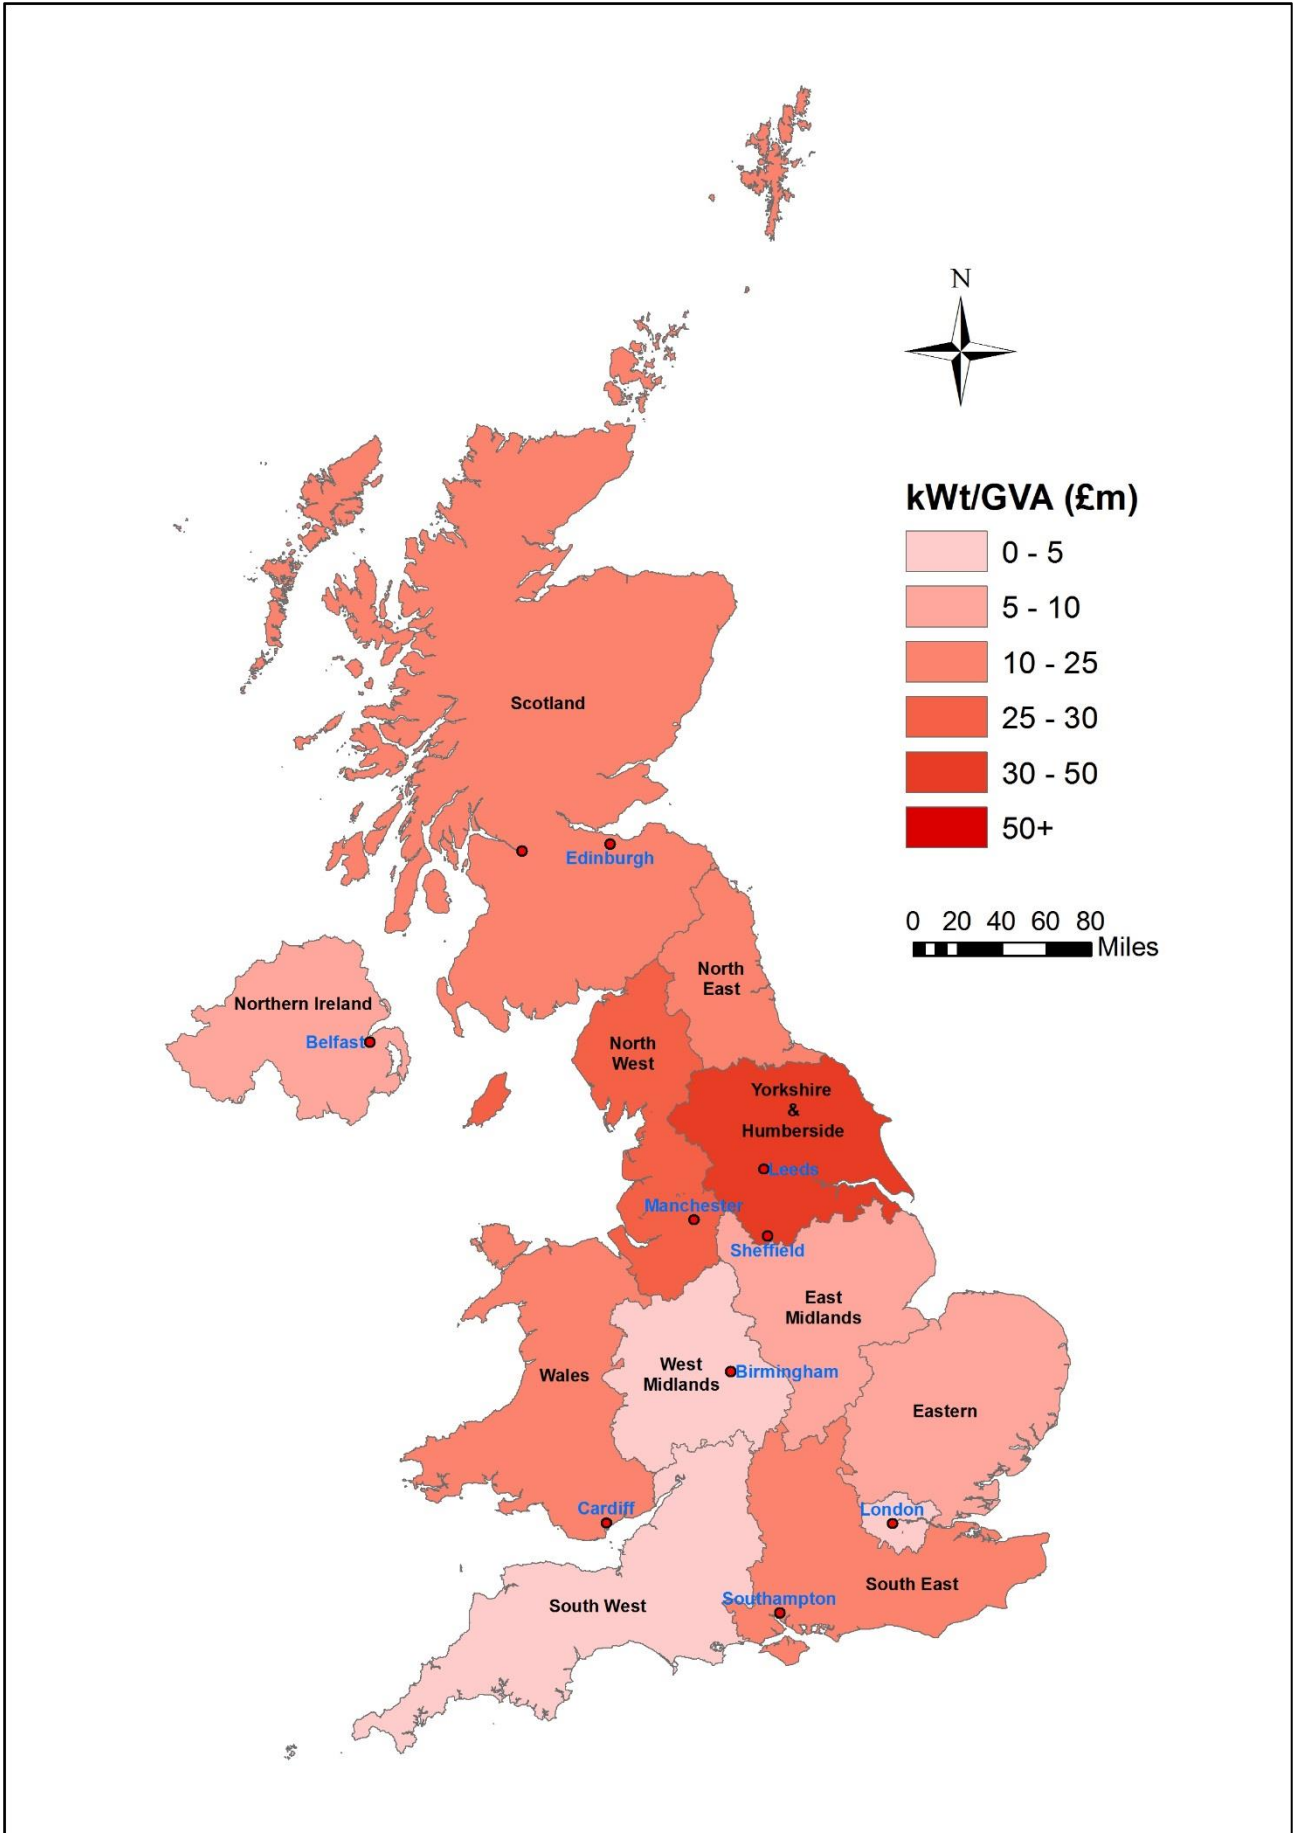 N
kWt/GVA (£m)
0 - 5
5 - 10
10 - 25
25 - 30
30 - 50
50+
0 20 40 60 80
Miles
Scotland
Edinburgh
North
East
Northern Ireland
Belfast
North
West
Yorkshire
&
Humberside
Leeds
Manchester
Sheffield
East
Midlands
West
Midlands
Birmingham
Wales
Eastern
Cardiff
London
South East
Southampton
South West